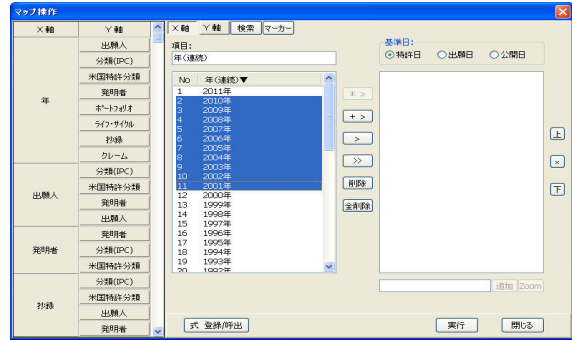 マップ操作
X 軸 Y 軸
出願人
分類(IPC)
米国特許分類
発明者
年
ポートフォリオ
ライフ・サイクル
抄録
クレーム
分類(IPC)
米国特許分類
出願人
発明者
出願人
発明者
発明者
分類(IPC)
米国特許分類
分類(IPC)
米国特許分類
抄録
出願人
発明者
X 軸 Y 軸 検索 マーカー
項目:
年(連続)
No 年(連続)▼
1 2011年
2 2010年
3 2009年
4 2008年
5 2007年
6 2006年
7 2005年
8 2004年
9 2003年
10 2002年
11 2001年
12 2000年
13 1999年
14 1998年
15 1997年
16 1996年
17 1995年
18 1994年
19 1993年
20 1992年
* >
+ >
>
>>
削除
全削除
基準日:
特許日 出願日 公開日
上
×
下
追加 Zoom
式 登録/呼出
実行
閉じる